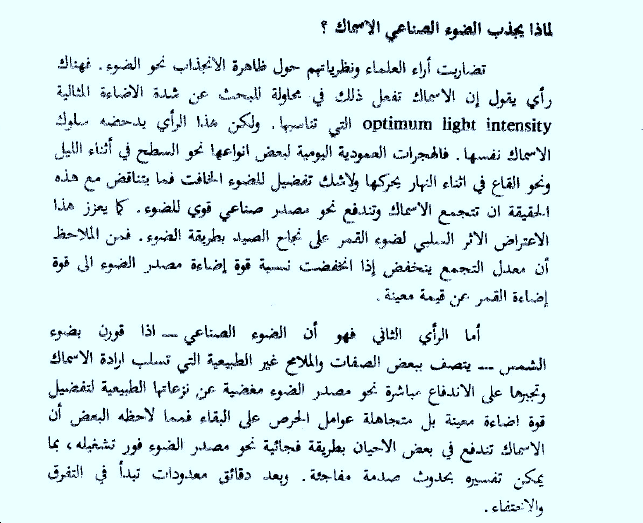 لماذا يجذب الضوء الصناعي الاسماك ؟
تضاربت أراء العلماء ونظرياتهم حول ظاهرة الانجذاب نحو الضوء. فهناك
رأي يقول إن الاسماك تفعل ذلك في محاولة للبحث عن شدة الاضاءة المثالية
optimum light intensity التي تناسبها. ولكن هذا الرأي يدحضه سلوك
الاسماك نفسها. فالهجرات العمودية اليومية لبعض انواعها نحو السطح في أثناء الليل
ونحو القاع في اثناء النهار يحركها ولاشك تفضيل للضوء الخافت فما يتناقض مع هذه
الحقيقة ان تتجمع الاسماك وتندفع نحو مصدر صناعي قوي للضوء. كما يعزز هذا
الاعتراض الاثر السلبي لضوء القمر على نجاح الصيد بطريقة الضوء. فمن الملاحظ
أن معدل التجمع ينخفض إذا انخفضت نسبة قوة إضاءة مصدر الضوء الى قوة
إضاءة القمر عن قيمة معينة.
أما الرأي الثاني فهو أن الضوء الصناعي — اذا قورن بضوء
الشمس — يتصف ببعض الصفات والملامح غير الطبيعية التي تسلب ارادة الاسماك
وتجبرها على الاندفاع مباشرة نحو مصدر الضوء مغضية عن نزعاتها الطبيعية لتفضيل
قوة اضاءة معينة بل متجاهلة عوامل الحرص على البقاء فمما لاحظه البعض أن
الاسماك تندفع في بعض الاحيان بطريقة فجائية نحو مصدر الضوء فور تشغيله، بما
يمكن تفسيره بحدوث صدمة مفاجئة. وبعد دقائق معدودات تبدأ في التفرق
والاختفاء.